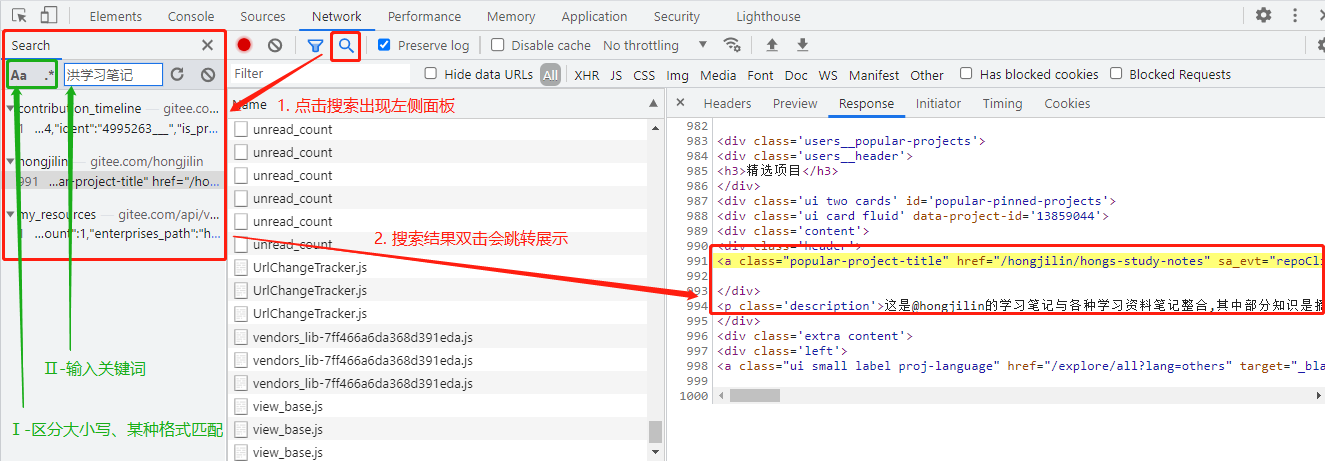 Elements Console Sources Network Performance Memory Application Security Lighthouse
Search
Preserve log Disable cache No throttling
Aa .* 洪学习笔记
Filter Hide data URLs All XHR JS CSS Img Media Font Doc WS Manifest Other Has blocked cookies Blocked Requests
contribution_timeline — gitee.co…
1 …4,"ident":"4995263___","is_pr…
hongjilin — gitee.com/hongjilin
991 …ar-project-title" href="/ho…
my_resources — gitee.com/api/v…
1 …ount":1,"enterprises_path":"h…
Ⅱ-输入关键词
Ⅰ-区分大小写、某种格式匹配
Name
1. 点击搜索出现左侧面板
unread_count
unread_count
unread_count
unread_count
unread_count
2. 搜索结果双击会跳转展示
unread_count
UrlChangeTracker.js
UrlChangeTracker.js
UrlChangeTracker.js
vendors_lib-7ff466a6da368d391eda.js
vendors_lib-7ff466a6da368d391eda.js
vendors_lib-7ff466a6da368d391eda.js
view_base.js
view_base.js
view_base.js
Headers Preview Response Initiator Timing Cookies
982
983 <div class='users__popular-projects'>
984 <div class='users__header'>
985 <h3>精选项目</h3>
986 </div>
987 <div class='ui two cards' id='popular-pinned-projects'>
988 <div class='ui card fluid' data-project-id='13859044'>
989 <div class='content'>
990 <div class='header'>
991 <a class="popular-project-title" href="/hongjilin/hongs-study-notes" sa_evt="repoCli
992
993 </div>
994 <p class='description'>这是@hongjilin的学习笔记与各种学习资料笔记整合,其中部分知识是摘
995 </div>
996 <div class='extra content'>
997 <div class='left'>
998 <a class="ui small label proj-language" href="/explore/all?lang=others" target="_bla
999
1000